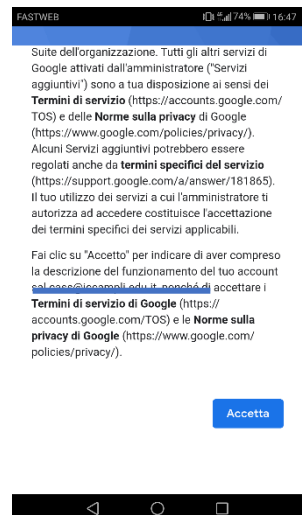 FASTWEB 74% 16:47
Suite dell'organizzazione. Tutti gli altri servizi di
Google attivati dall'amministratore ("Servizi
aggiuntivi") sono a tua disposizione ai sensi dei
Termini di servizio (https://accounts.google.com/
TOS) e delle Norme sulla privacy di Google
(https://www.google.com/policies/privacy/).
Alcuni Servizi aggiuntivi potrebbero essere
regolati anche da termini specifici del servizio
(https://support.google.com/a/answer/181865).
Il tuo utilizzo dei servizi a cui l'amministratore ti
autorizza ad accedere costituisce l'accettazione
dei termini specifici dei servizi applicabili.
Fai clic su "Accetto" per indicare di aver compreso
la descrizione del funzionamento del tuo account
nonché di accettare i
Termini di servizio di Google (https://
accounts.google.com/TOS) e le Norme sulla
privacy di Google (https://www.google.com/
policies/privacy/).
Accetta